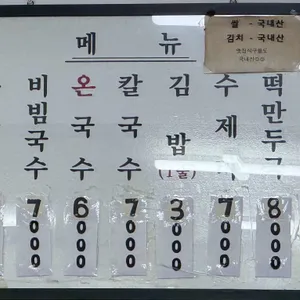 메뉴
쌀 - 국내산
김치 - 국내산
비빔국수
7000
온국수
6000
칼국수
7000
김밥
(1줄)
3000
수제비
7000
떡만두국
8000